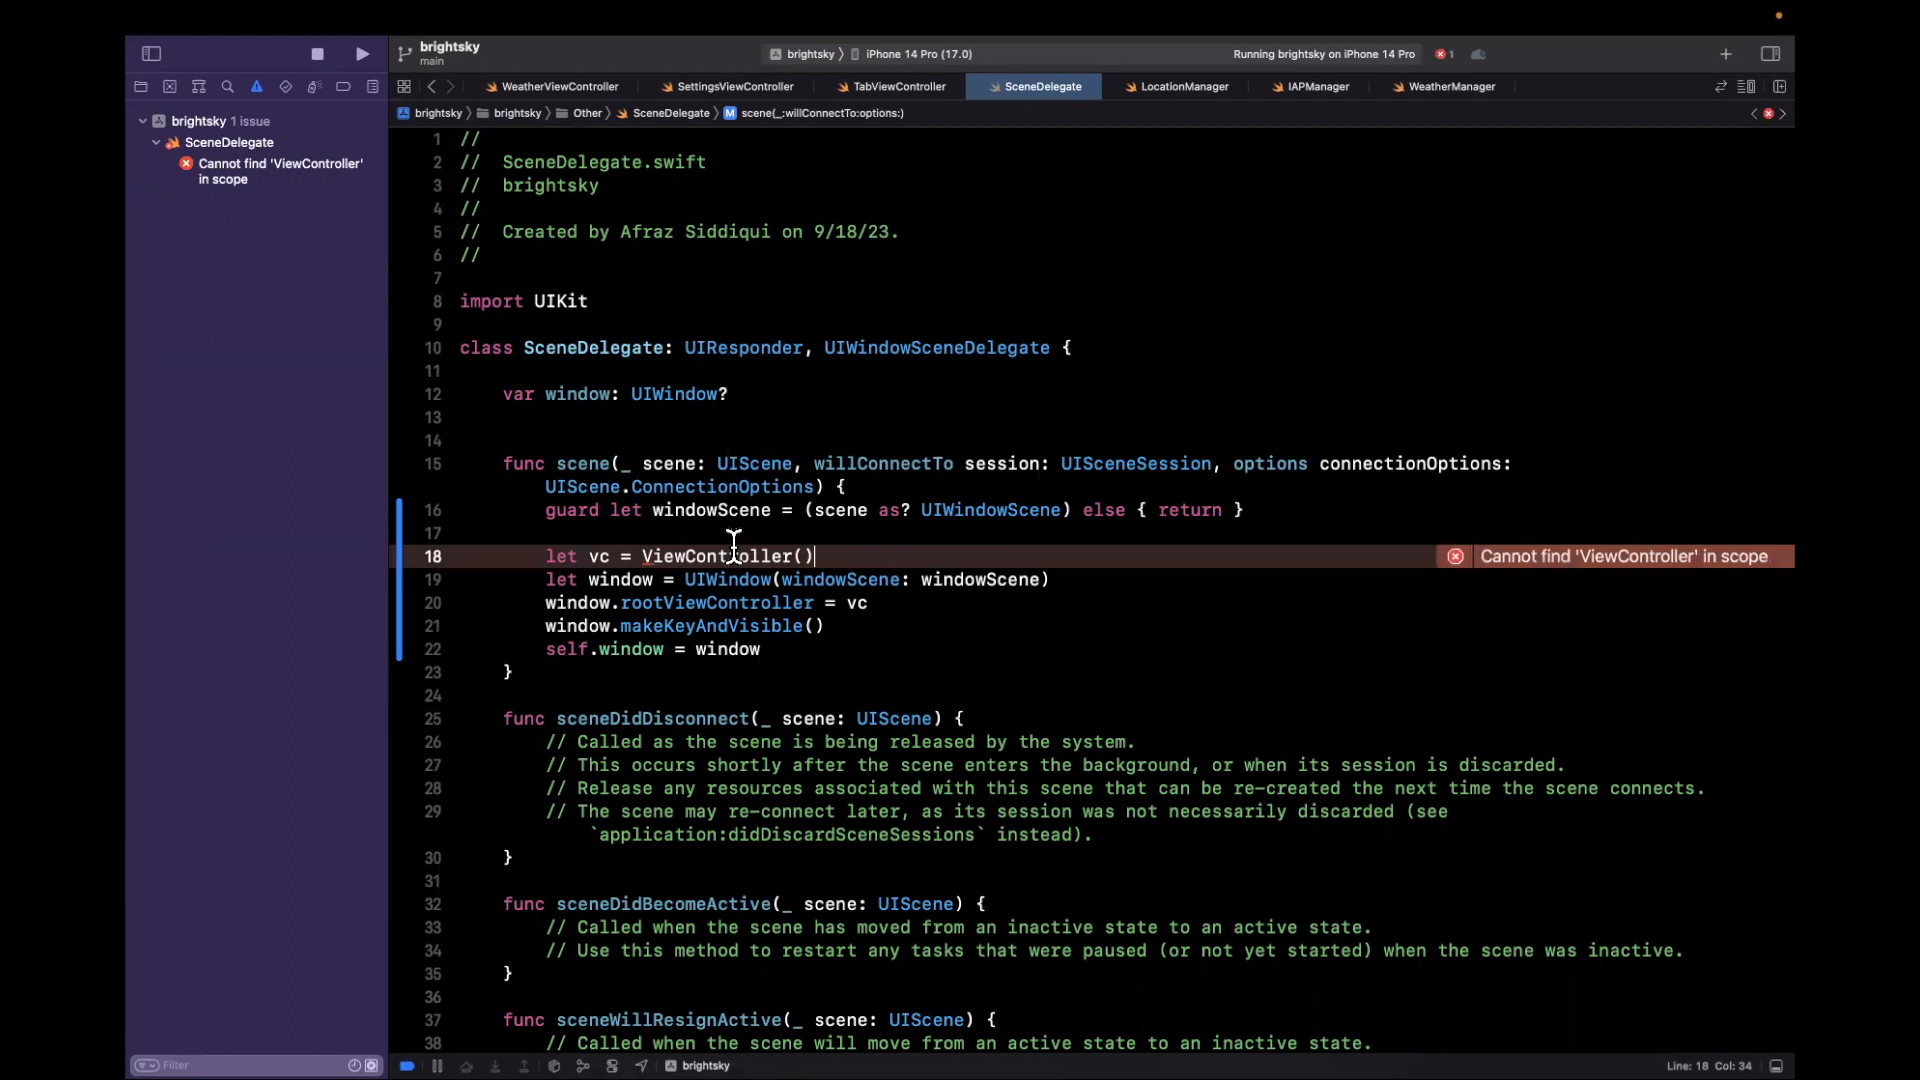 brightsky
main
brightsky
iPhone 14 Pro (17.0)
Running brightsky on iPhone 14 Pro
1
WeatherViewController
SettingsViewController
TabViewController
SceneDelegate
LocationManager
IAPManager
WeatherManager
brightsky
brightsky
Other
SceneDelegate
M
scene(_:willConnectTo:options:)
brightsky 1 issue
SceneDelegate
Cannot find 'ViewController'
in scope
1 //
2 // SceneDelegate.swift
3 // brightsky
4 //
5 // Created by Afraz Siddiqui on 9/18/23.
6 //
7
8 import UIKit
9
10 class SceneDelegate: UIResponder, UIWindowSceneDelegate {
11
12 var window: UIWindow?
13
14
15 func scene(_ scene: UIScene, willConnectTo session: UISceneSession, options connectionOptions:
UIScene.ConnectionOptions) {
16 guard let windowScene = (scene as? UIWindowScene) else { return }
17
18 let vc = ViewController()
Cannot find 'ViewController' in scope
19 let window = UIWindow(windowScene: windowScene)
20 window.rootViewController = vc
21 window.makeKeyAndVisible()
22 self.window = window
23 }
24
25 func sceneDidDisconnect(_ scene: UIScene) {
26 // Called as the scene is being released by the system.
27 // This occurs shortly after the scene enters the background, or when its session is discarded.
28 // Release any resources associated with this scene that can be re-created the next time the scene connects.
29 // The scene may re-connect later, as its session was not necessarily discarded (see
`application:didDiscardSceneSessions` instead).
30 }
31
32 func sceneDidBecomeActive(_ scene: UIScene) {
33 // Called when the scene has moved from an inactive state to an active state.
34 // Use this method to restart any tasks that were paused (or not yet started) when the scene was inactive.
35 }
36
37 func sceneWillResignActive(_ scene: UIScene) {
38 // Called when the scene will move from an active state to an inactive state.
Filter
brightsky
Line: 18 Col: 34